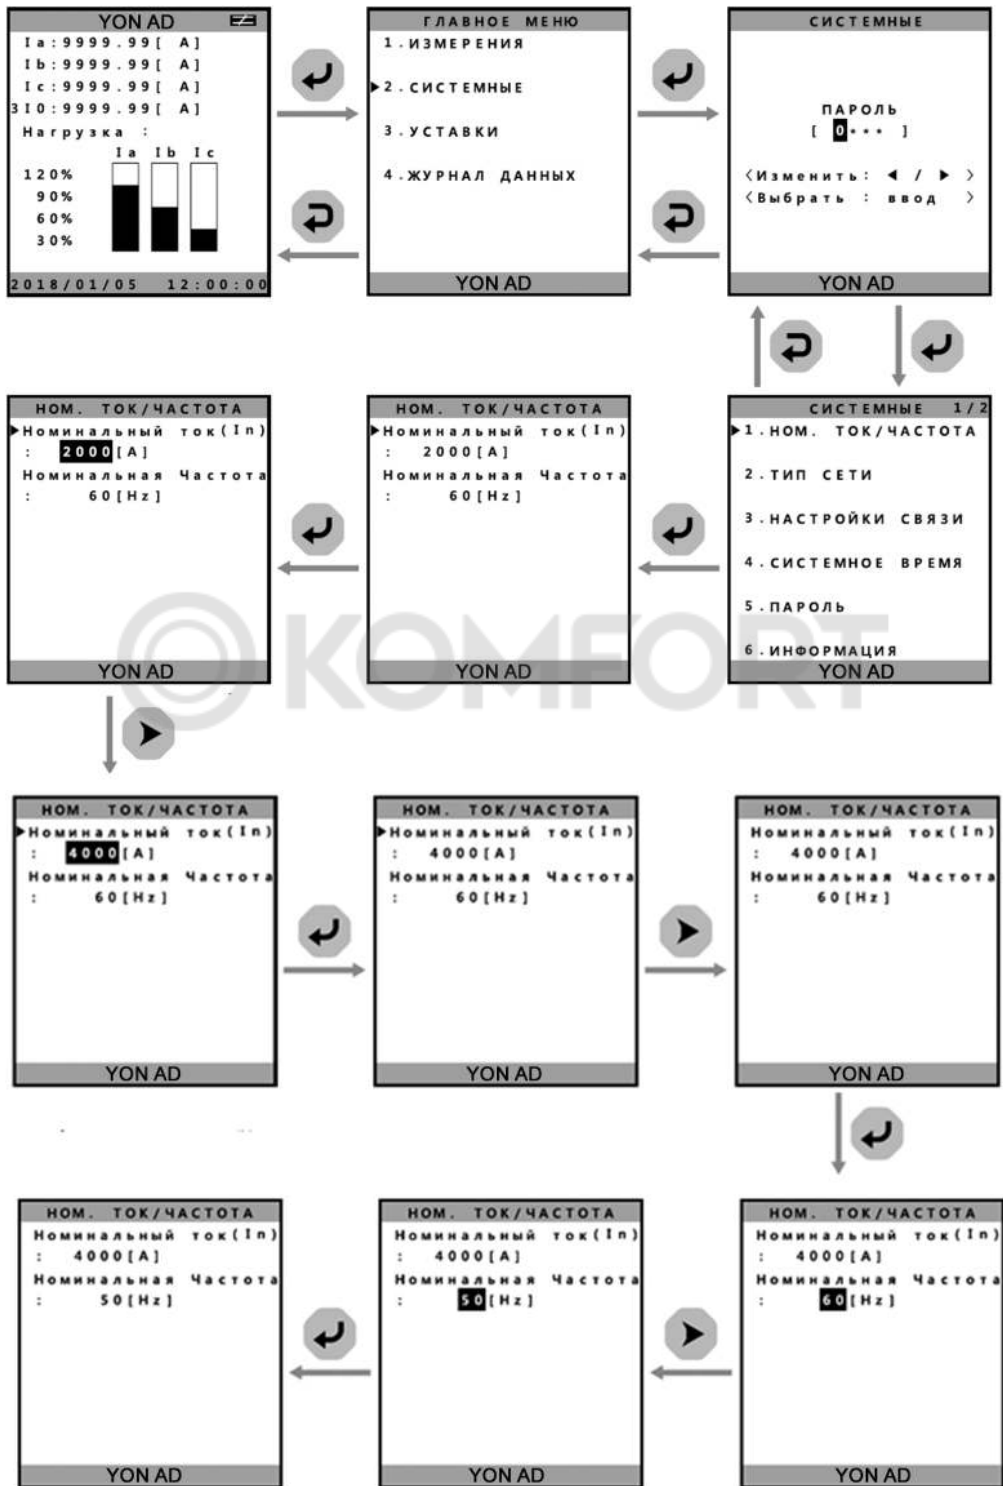 YON AD
Ia:9999.99[ A]
Ib:9999.99[ A]
Ic:9999.99[ A]
3I0:9999.99[ A]
Нагрузка :
Ia Ib Ic
120%
90%
60%
30%
2018/01/05 12:00:00
ГЛАВНОЕ МЕНЮ
1.ИЗМЕРЕНИЯ
▶2.СИСТЕМНЫЕ
3.УСТАВКИ
4.ЖУРНАЛ ДАННЫХ
YON AD
СИСТЕМНЫЕ
ПАРОЛЬ
[ 0*** ]
<Изменить: ◀ / ▶ >
<Выбрать : ввод >
YON AD
СИСТЕМНЫЕ 1/2
▶1.НОМ. ТОК/ЧАСТОТА
2.ТИП СЕТИ
3.НАСТРОЙКИ СВЯЗИ
4.СИСТЕМНОЕ ВРЕМЯ
5.ПАРОЛЬ
6.ИНФОРМАЦИЯ
YON AD
НОМ. ТОК/ЧАСТОТА
▶Номинальный ток(In)
: 2000[A]
Номинальная Частота
: 60[Hz]
YON AD
НОМ. ТОК/ЧАСТОТА
▶Номинальный ток(In)
: 2000[A]
Номинальная Частота
: 60[Hz]
YON AD
KOMFORT
НОМ. ТОК/ЧАСТОТА
▶Номинальный ток(In)
: 4000[A]
Номинальная Частота
: 60[Hz]
YON AD
НОМ. ТОК/ЧАСТОТА
▶Номинальный ток(In)
: 4000[A]
Номинальная Частота
: 60[Hz]
YON AD
НОМ. ТОК/ЧАСТОТА
Номинальный ток(In)
: 4000[A]
Номинальная Частота
: 60[Hz]
YON AD
НОМ. ТОК/ЧАСТОТА
Номинальный ток(In)
: 4000[A]
Номинальная Частота
: 60[Hz]
YON AD
НОМ. ТОК/ЧАСТОТА
Номинальный ток(In)
: 4000[A]
Номинальная Частота
: 50[Hz]
YON AD
НОМ. ТОК/ЧАСТОТА
Номинальный ток(In)
: 4000[A]
Номинальная Частота
: 50[Hz]
YON AD